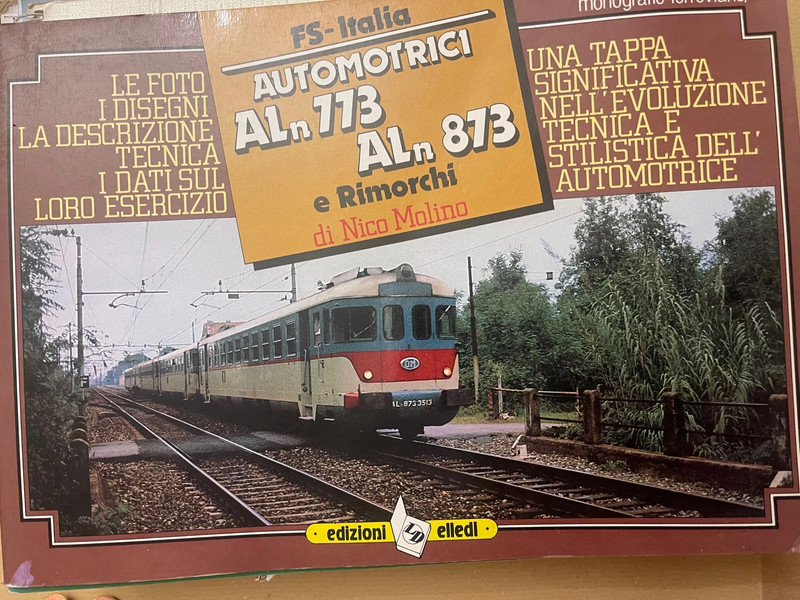 monografie ferroviarie/
FS-Italia
AUTOMOTRICI
ALn 773
ALn 873
e Rimorchi
di Nico Molino
LE FOTO
I DISEGNI
LA DESCRIZIONE
TECNICA
I DATI SUL
LORO ESERCIZIO
UNA TAPPA
SIGNIFICATIVA
NELL'EVOLUZIONE
TECNICA E
STILISTICA DELL'
AUTOMOTRICE
ALn 873 3513
edizioni LD elledi